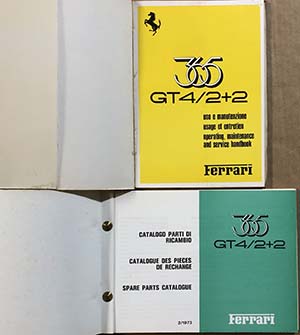 365
GT4/2+2
uso e manutenzione
usage et entretien
operating, maintenance
and service handbook
Ferrari
CATALOGO PARTI DI
RICAMBIO
CATALOGUE DES PIECES
DE RECHANGE
SPARE PARTS CATALOGUE
2/1973
365
GT4/2+2
Ferrari